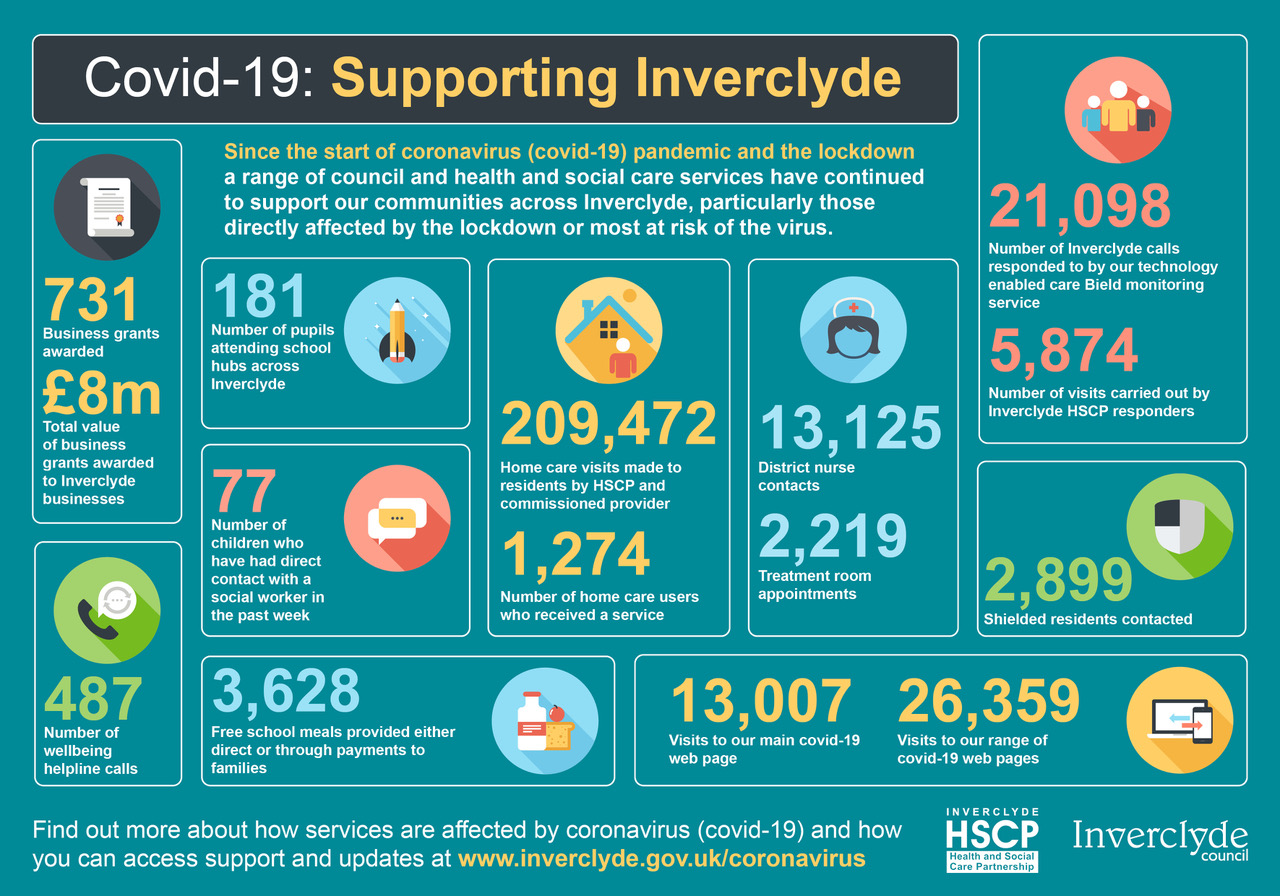 Covid-19: Supporting Inverclyde
Since the start of coronavirus (covid-19) pandemic and the lockdown
a range of council and health and social care services have continued
to support our communities across Inverclyde, particularly those
directly affected by the lockdown or most at risk of the virus.
731
Business grants
awarded
£8m
Total value
of business
grants awarded
to Inverclyde
businesses
487
Number of
wellbeing
helpline calls
181
Number of pupils
attending school
hubs across
Inverclyde
77
Number of
children who
have had direct
contact with a
social worker in
the past week
209,472
Home care visits made to
residents by HSCP and
commissioned provider
1,274
Number of home care users
who received a service
13,125
District nurse
contacts
2,219
Treatment room
appointments
21,098
Number of Inverclyde calls
responded to by our technology
enabled care Bield monitoring
service
5,874
Number of visits carried out by
Inverclyde HSCP responders
2,899
Shielded residents contacted
3,628
Free school meals provided either
direct or through payments to
families
13,007
Visits to our main covid-19
web page
26,359
Visits to our range of
covid-19 web pages
Find out more about how services are affected by coronavirus (covid-19) and how
you can access support and updates at www.inverclyde.gov.uk/coronavirus
INVERCLYDE
HSCP
Health and Social
Care Partnership
Inverclyde
council